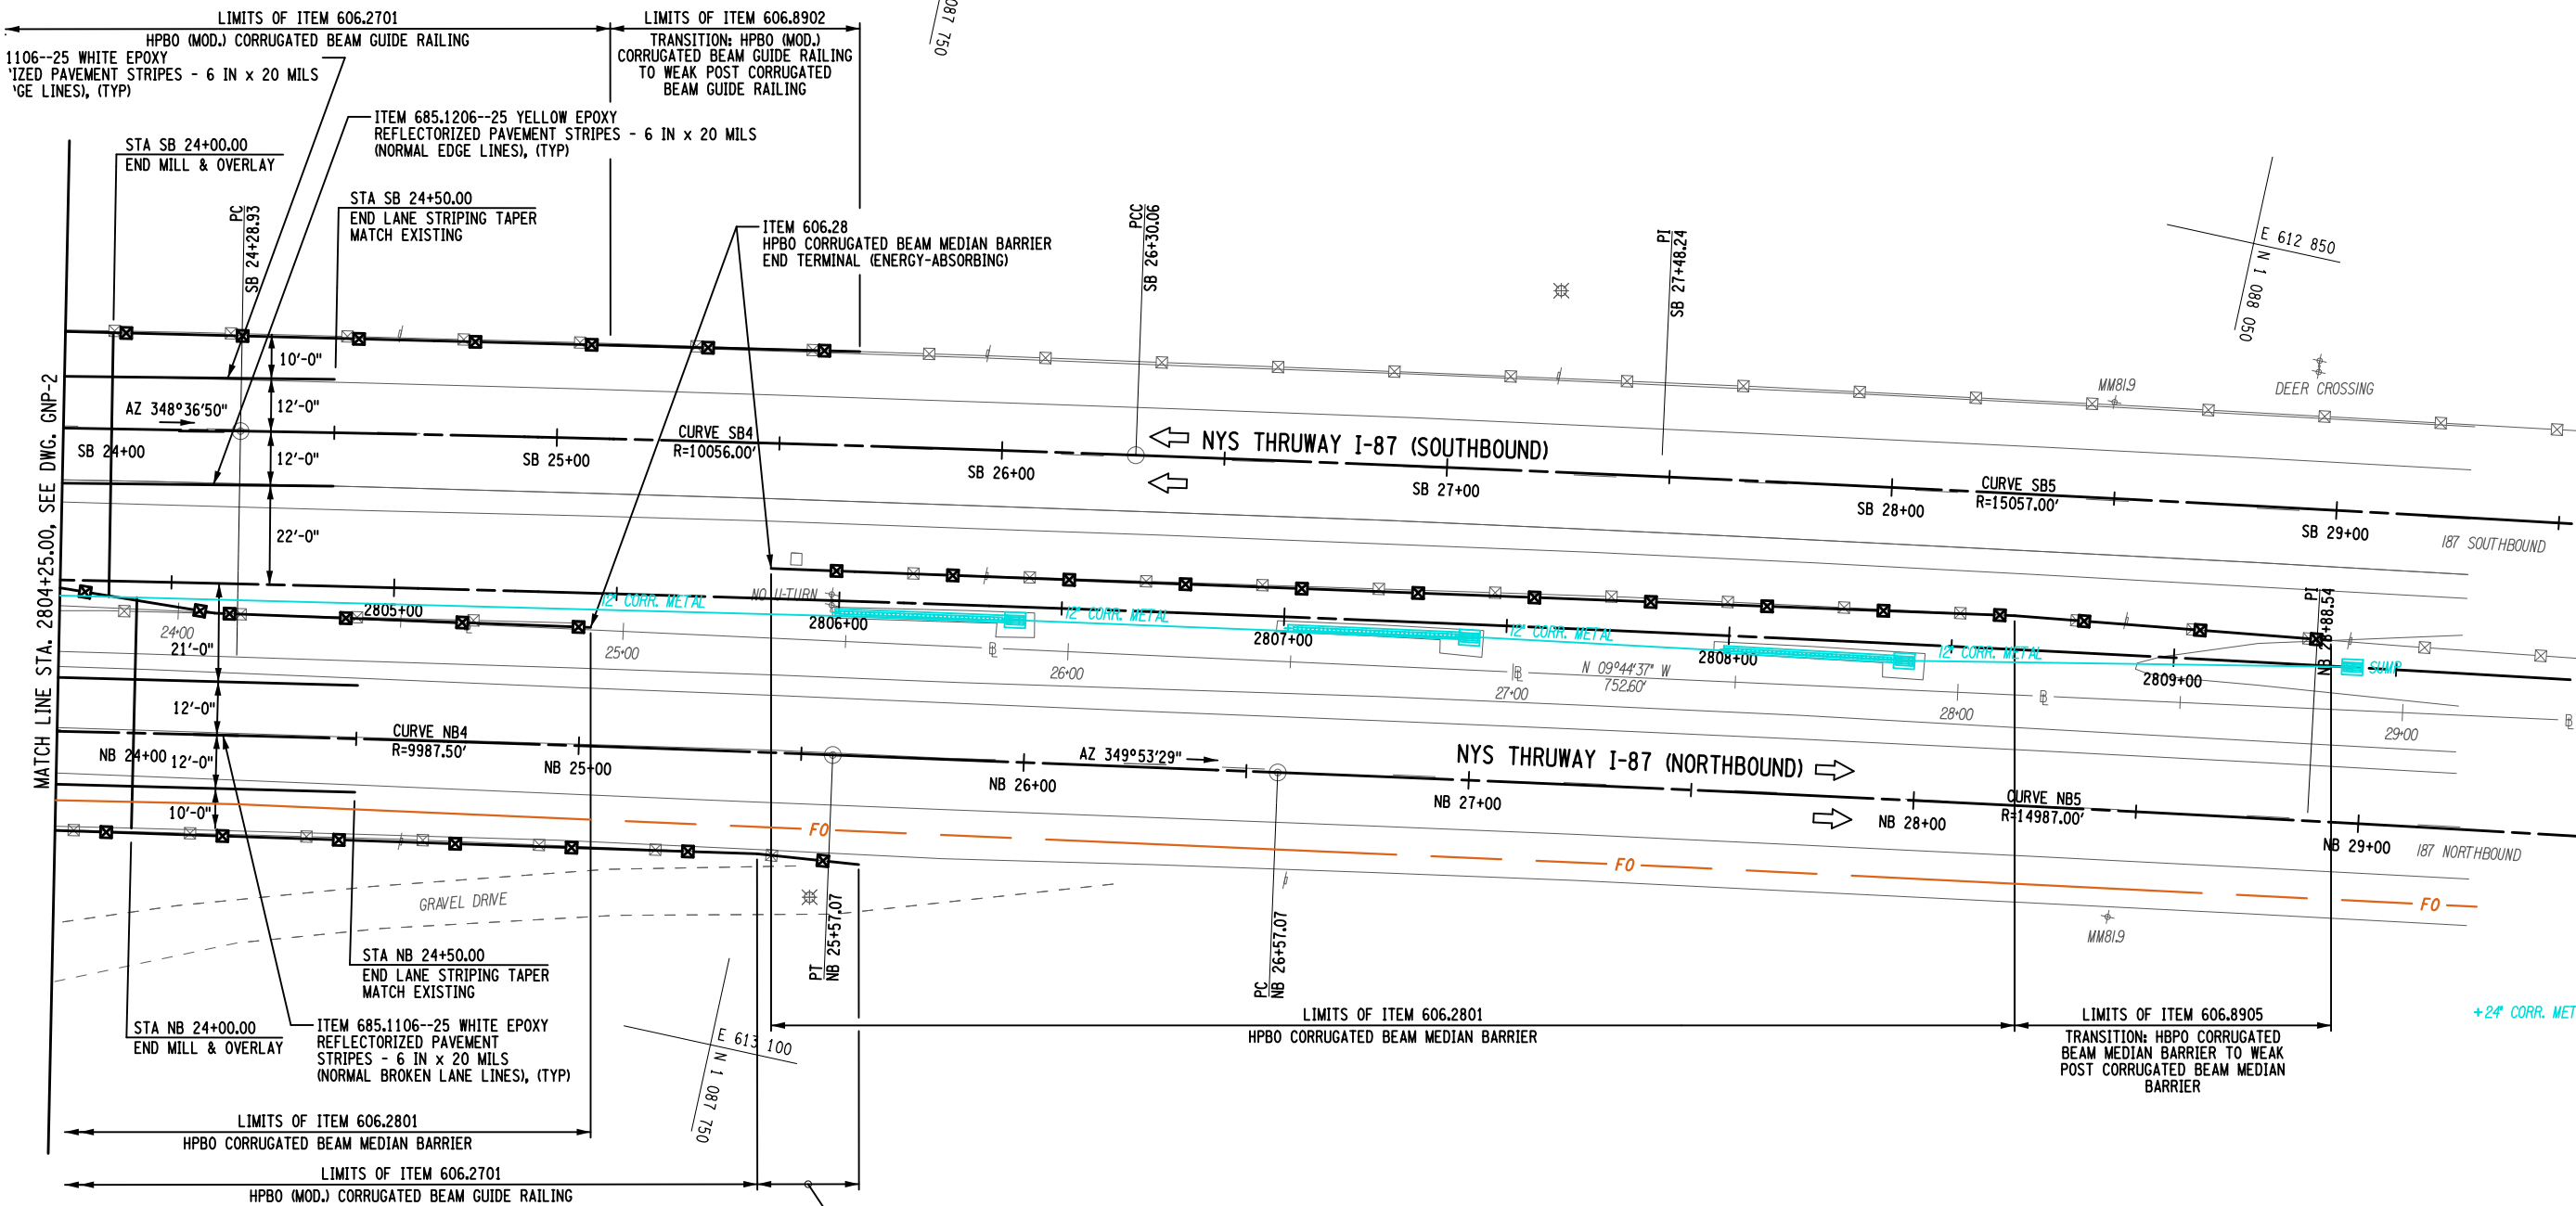 LIMITS OF ITEM 606.2701
HPBO (MOD.) CORRUGATED BEAM GUIDE RAILING
LIMITS OF ITEM 606.8902
TRANSITION: HPBO (MOD.)
CORRUGATED BEAM GUIDE RAILING
TO WEAK POST CORRUGATED
BEAM GUIDE RAILING
087 750
1106--25 WHITE EPOXY
IZED PAVEMENT STRIPES - 6 IN x 20 MILS
GE LINES), (TYP)
ITEM 685.1206--25 YELLOW EPOXY
REFLECTORIZED PAVEMENT STRIPES - 6 IN x 20 MILS
(NORMAL EDGE LINES), (TYP)
STA SB 24+00.00
END MILL & OVERLAY
PC
SB 24+28.93
STA SB 24+50.00
END LANE STRIPING TAPER
MATCH EXISTING
ITEM 606.28
HPBO CORRUGATED BEAM MEDIAN BARRIER
END TERMINAL (ENERGY-ABSORBING)
PCC
SB 26+30.06
PI
SB 27+48.24
E 612 850
N 1 088 050
MM81.9
DEER CROSSING
MATCH LINE STA. 2804+25.00, SEE DWG. GNP-2
10'-0"
12'-0"
12'-0"
22'-0"
AZ 348°36'50"
SB 24+00
SB 25+00
CURVE SB4
R=10056.00'
SB 26+00
NYS THRUWAY I-87 (SOUTHBOUND)
SB 27+00
SB 28+00
CURVE SB5
R=15057.00'
SB 29+00
I87 SOUTHBOUND
NO U-TURN
12" CORR. METAL
12" CORR. METAL
12" CORR. METAL
12" CORR. METAL
SUMP
2805+00
2806+00
2807+00
2808+00
2809+00
PI
NB 28+88.54
24+00
25+00
26+00
27+00
28+00
29+00
N 09°44'37" W
752.60'
21'-0"
12'-0"
12'-0"
10'-0"
NB 24+00
CURVE NB4
R=9987.50'
NB 25+00
NB 26+00
AZ 349°53'29"
NYS THRUWAY I-87 (NORTHBOUND)
NB 27+00
NB 28+00
CURVE NB5
R=14987.00'
NB 29+00
I87 NORTHBOUND
FO
FO
FO
GRAVEL DRIVE
PT
NB 25+57.07
PC
NB 26+57.07
MM81.9
STA NB 24+50.00
END LANE STRIPING TAPER
MATCH EXISTING
STA NB 24+00.00
END MILL & OVERLAY
ITEM 685.1106--25 WHITE EPOXY
REFLECTORIZED PAVEMENT
STRIPES - 6 IN x 20 MILS
(NORMAL BROKEN LANE LINES), (TYP)
E 613 100
N 1 087 750
LIMITS OF ITEM 606.2801
HPBO CORRUGATED BEAM MEDIAN BARRIER
LIMITS OF ITEM 606.8905
TRANSITION: HBPO CORRUGATED
BEAM MEDIAN BARRIER TO WEAK
POST CORRUGATED BEAM MEDIAN
BARRIER
+24" CORR. MET
LIMITS OF ITEM 606.2801
HPBO CORRUGATED BEAM MEDIAN BARRIER
LIMITS OF ITEM 606.2701
HPBO (MOD.) CORRUGATED BEAM GUIDE RAILING